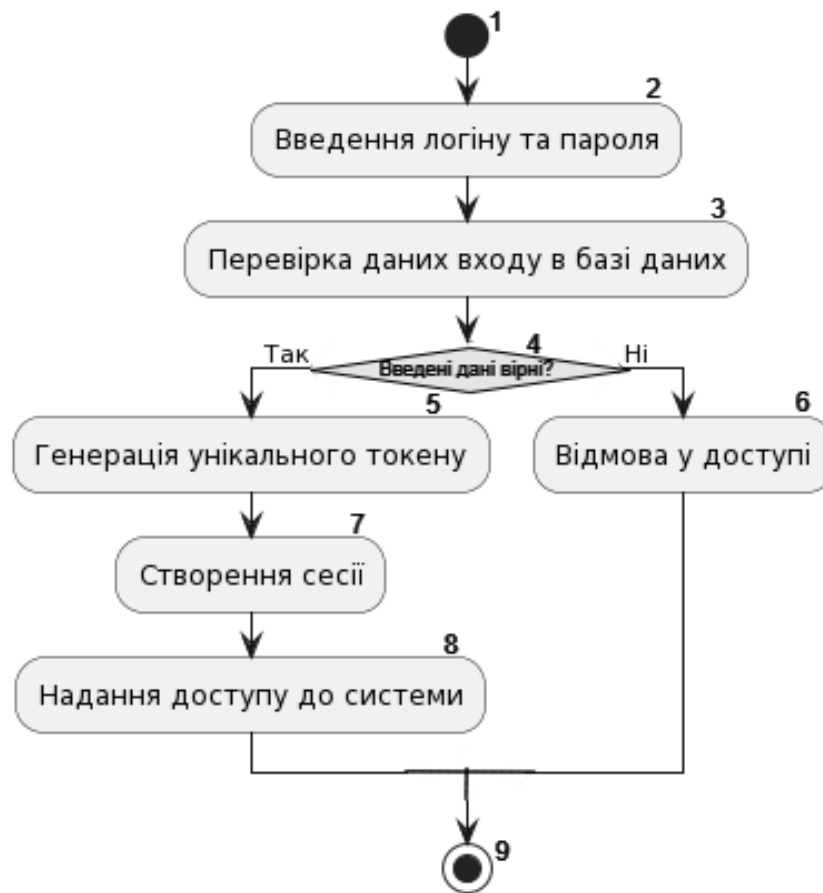 1
2
Введення логіну та пароля
3
Перевірка даних входу в базі даних
4
Так
Введені дані вірні?
Ні
5
6
Генерація унікального токену
Відмова у доступі
7
Створення сесії
8
Надання доступу до системи
9